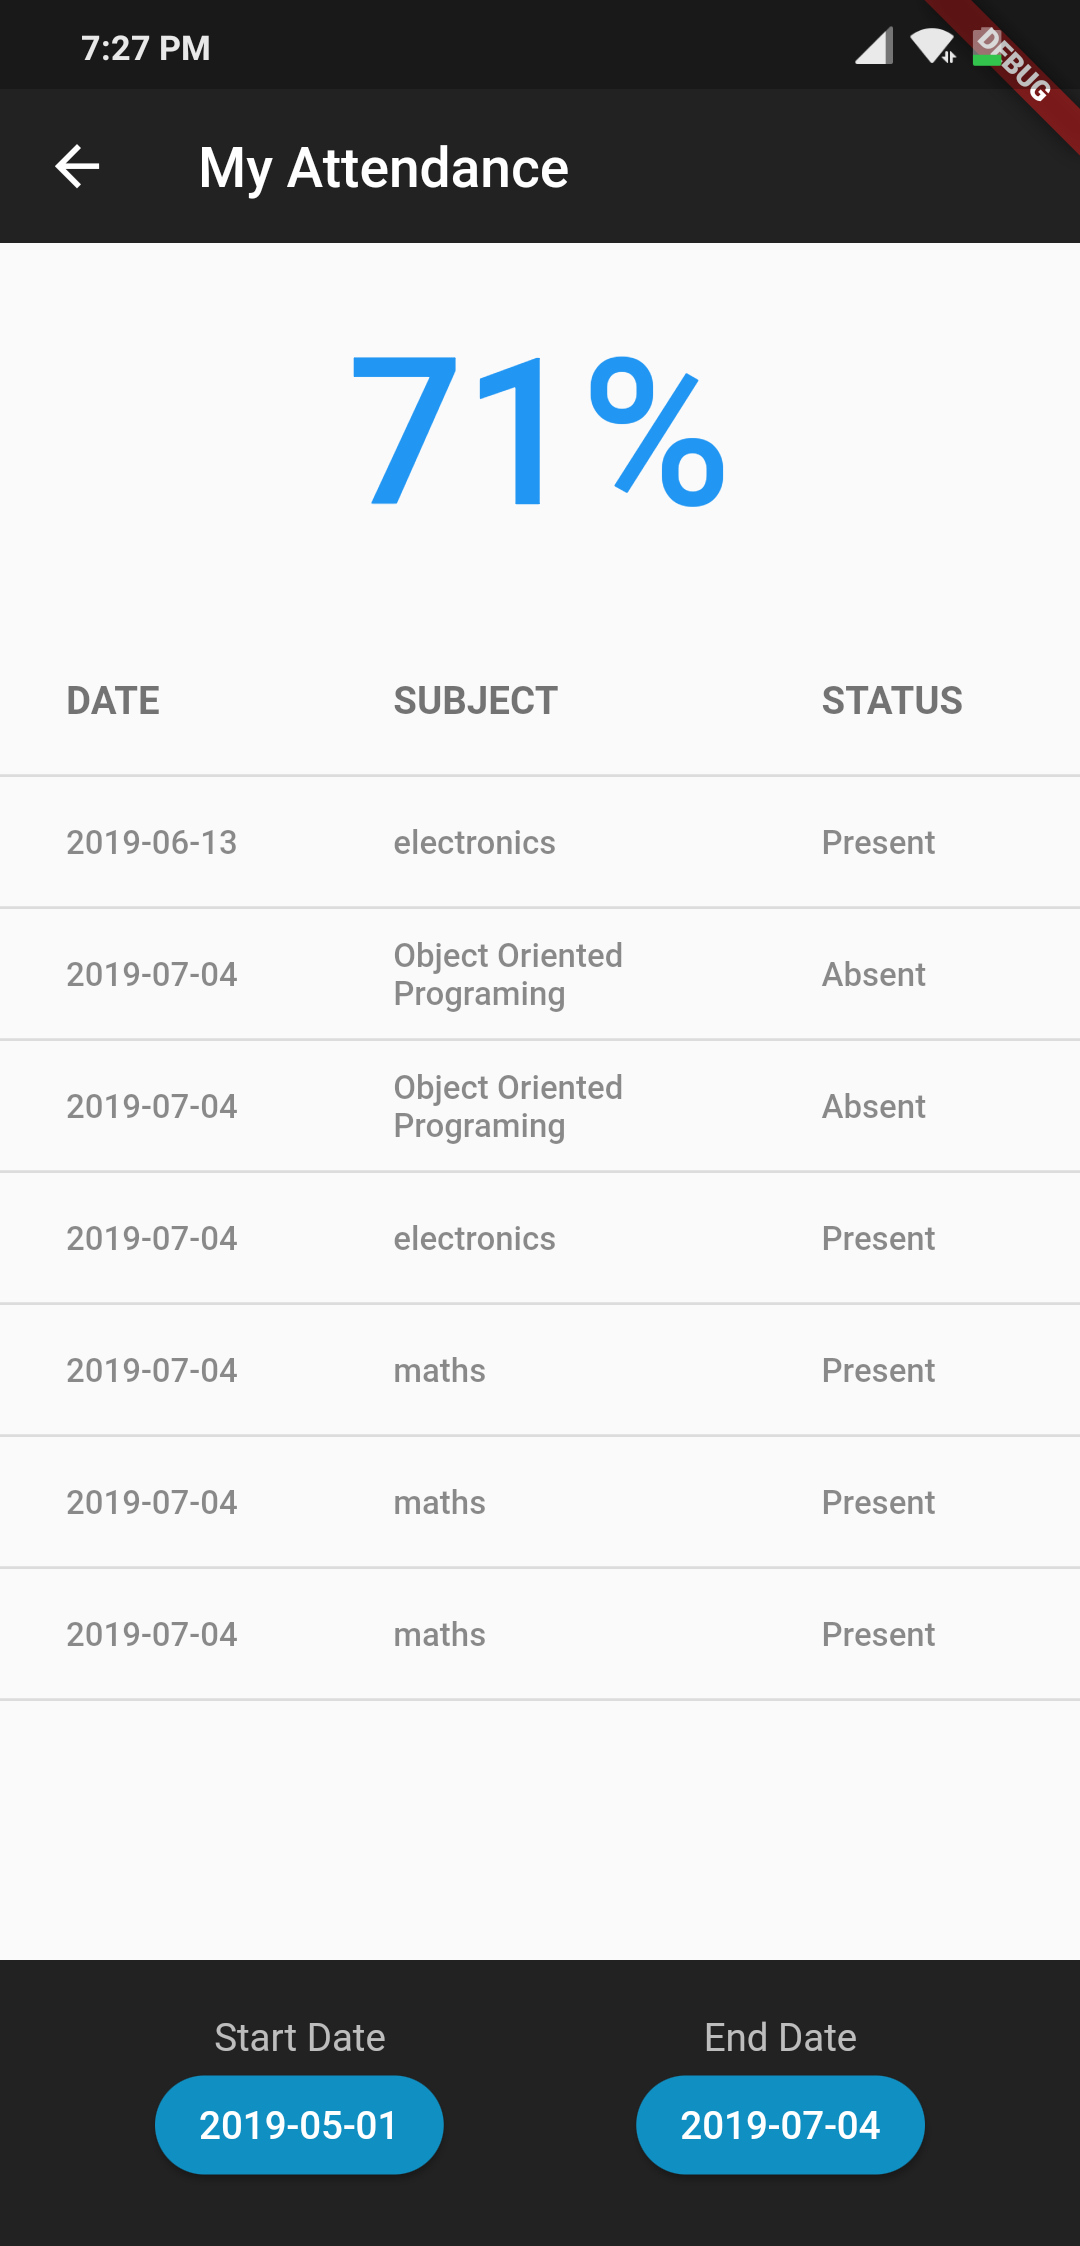 7:27 PM
DEBUG
My Attendance
71%
DATE SUBJECT STATUS
2019-06-13 electronics Present
2019-07-04 Object Oriented Programing Absent
2019-07-04 Object Oriented Programing Absent
2019-07-04 electronics Present
2019-07-04 maths Present
2019-07-04 maths Present
2019-07-04 maths Present
Start Date End Date
2019-05-01 2019-07-04